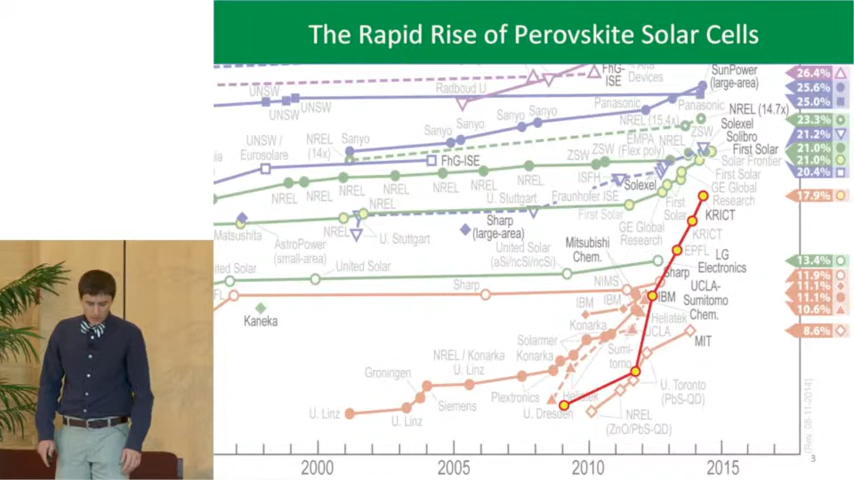 The Rapid Rise of Perovskite Solar Cells
FhG-
ISE
Devices
SunPower
(large-area)
26.4%
25.6%
25.0%
23.3%
21.2%
21.0%
21.0%
20.4%
17.9%
13.4%
11.9%
11.1%
11.1%
10.6%
8.6%
Radboud U.
UNSW
UNSW
UNSW
Panasonic
Panasonic
NREL (14.7x)
Sanyo
Sanyo
Sanyo
Sanyo
NREL (15.4x)
Solexel
Solibro
First Solar
UNSW /
Eurosolare
NREL
(14x)
EMPA
(Flex poly)
ZSW
ZSW
ZSW
FhG-ISE
Solar Frontier
First Solar
NREL
NREL
NREL
NREL
NREL
NREL
NREL
ISFH
Solexel
Fraunhofer ISE
U. Stuttgart
GE Global
Research
First
Solar
First Solar
KRICT
KRICT
Matsushita
NREL
U. Stuttgart
AstroPower
(small-area)
Sharp
(large-area)
GE Global
Research
Mitsubishi
Chem.
United Solar
(aSi/ncSi/ncSi)
EPFL
LG
Electronics
United Solar
Sharp
Sharp
NIMS
UCLA-
Sumitomo
Chem.
IBM
IBM
IBM
Kaneka
Konarka
Heliatek
UCLA
MIT
Solarmer
Konarka
NREL / Konarka
U. Linz
Sumi-
tomo
Groningen
Plextronics
Heliatek
U. Toronto
(PbS-QD)
U. Linz
U. Linz
Siemens
U. Dresden
NREL
(ZnO/PbS-QD)
(Rev. 08-11-2014)
3
2000
2005
2010
2015